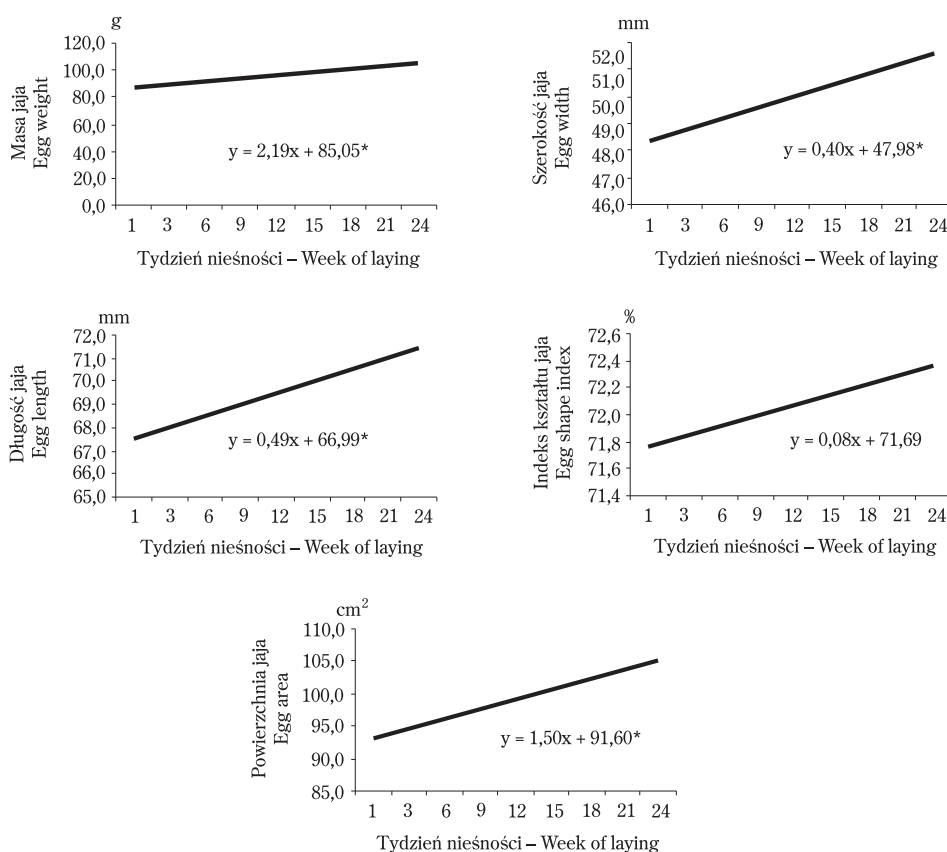 g
120,0
100,0
80,0
60,0
40,0
20,0
0,0
Masa jaja
Egg weight
y = 2,19x + 85,05*
1 3 6 9 12 15 18 21 24
Tydzień nieśności – Week of laying
mm
52,0
51,0
50,0
49,0
48,0
47,0
46,0
Szerokość jaja
Egg width
y = 0,40x + 47,98*
1 3 6 9 12 15 18 21 24
Tydzień nieśności – Week of laying
mm
72,0
71,0
70,0
69,0
68,0
67,0
66,0
65,0
Długość jaja
Egg length
y = 0,49x + 66,99*
1 3 6 9 12 15 18 21 24
Tydzień nieśności – Week of laying
%
72,6
72,4
72,2
72,0
71,8
71,6
71,4
Indeks kształtu jaja
Egg shape index
y = 0,08x + 71,69
1 3 6 9 12 15 18 21 24
Tydzień nieśności – Week of laying
cm²
110,0
105,0
100,0
95,0
90,0
85,0
Powierzchnia jaja
Egg area
y = 1,50x + 91,60*
1 3 6 9 12 15 18 21 24
Tydzień nieśności – Week of laying